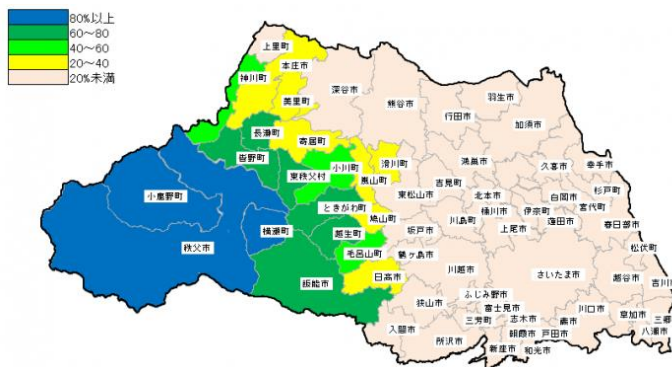 80%以上
60～80
40～60
20～40
20%未満
上里町
本庄市
神川町
美里町
深谷市
熊谷市
行田市
羽生市
加須市
長瀞町
寄居町
皆野町
東秩父村
小川町
嵐山町
滑川町
東松山市
吉見町
鴻巣市
北本市
久喜市
幸手市
杉戸町
白岡市
宮代町
小鹿野町
ときがわ町
鳩山町
川島町
桶川市
伊奈町
蓮田市
上尾市
春日部市
秩父市
横瀬町
越生町
毛呂山町
坂戸市
鶴ヶ島市
松伏町
日高市
川越市
さいたま市
越谷市
吉川市
飯能市
狭山市
ふじみ野市
富士見市
三芳町
志木市
川口市
草加市
三郷
入間市
所沢市
朝霞市
戸田市
蕨市
八潮市
新座市
和光市